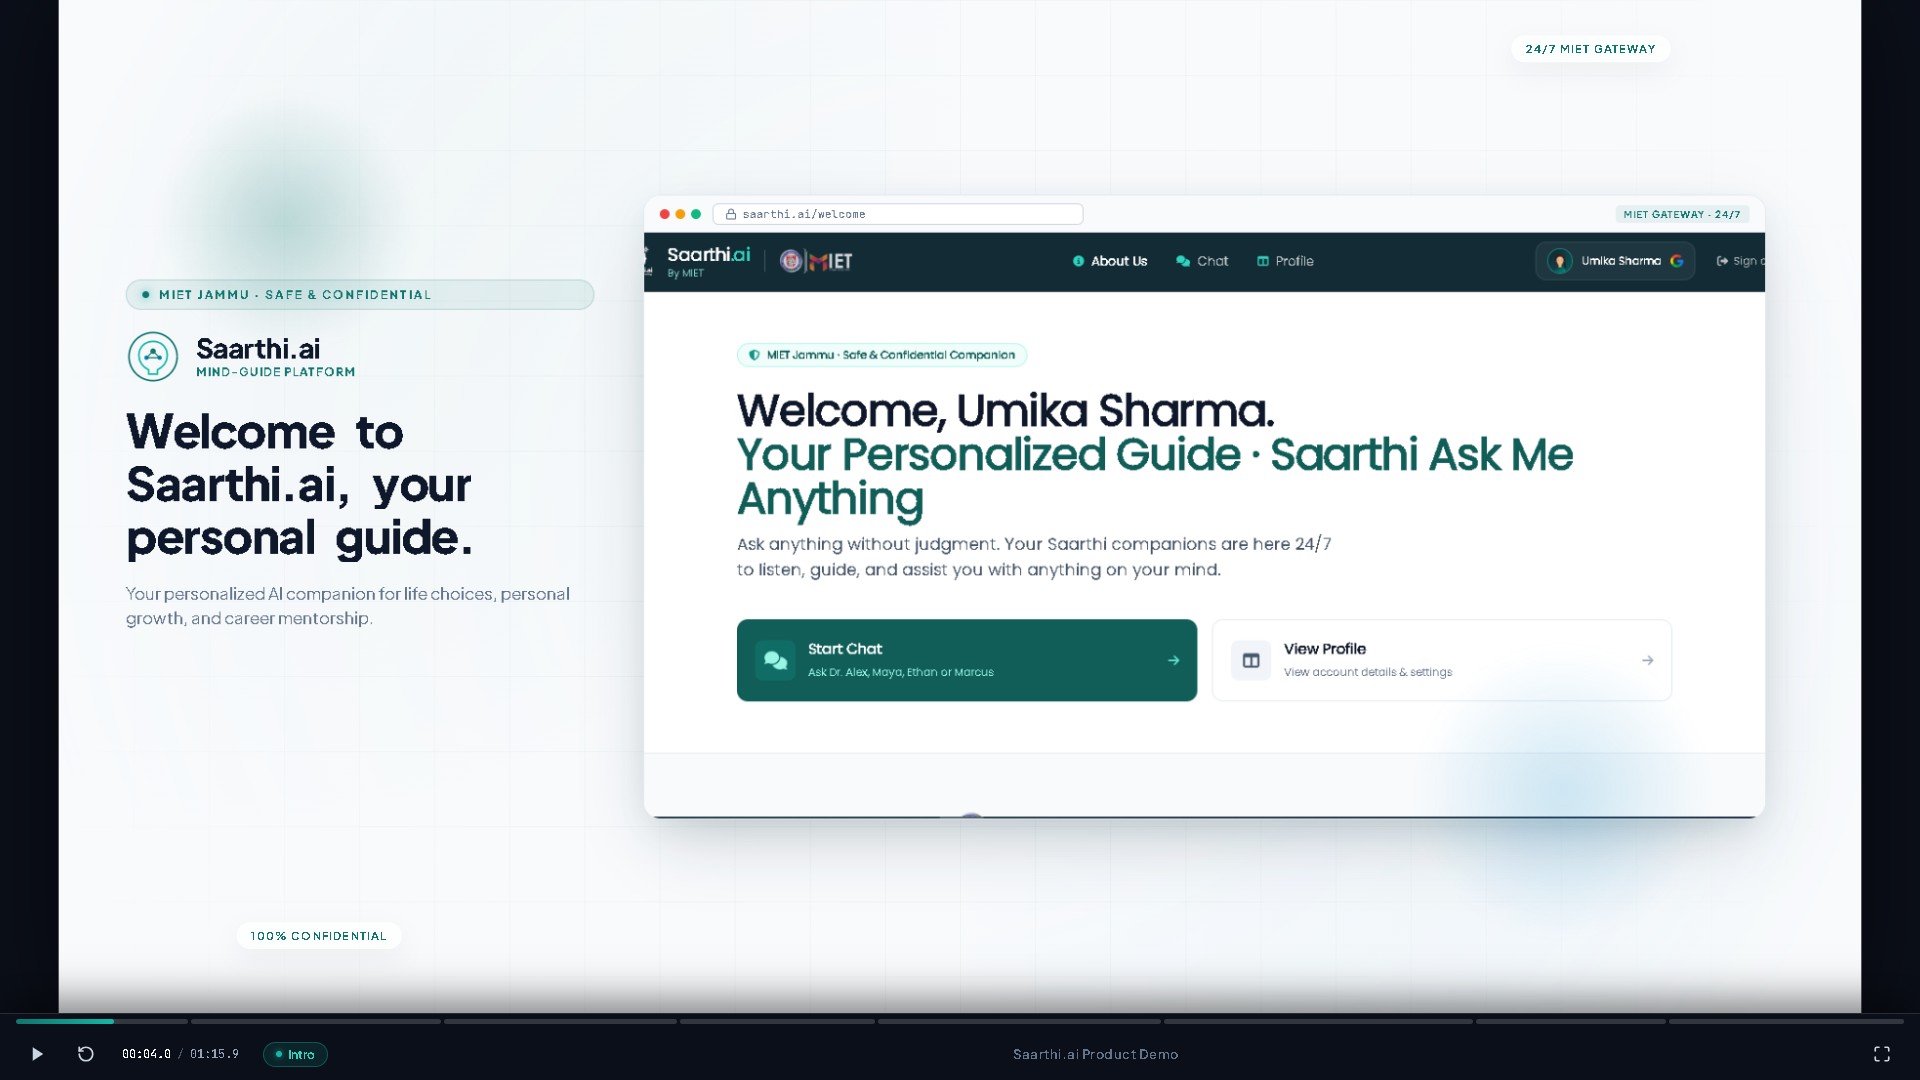 24/7 MIET GATEWAY
MIET JAMMU · SAFE & CONFIDENTIAL
Saarthi.ai
MIND-GUIDE PLATFORM
Welcome to
Saarthi.ai, your
personal guide.
Your personalized AI companion for life choices, personal
growth, and career mentorship.
100% CONFIDENTIAL
saarthi.ai/welcome
MIET GATEWAY · 24/7
Saarthi.ai
By MIET
MIET
About Us
Chat
Profile
Umika Sharma
Sign
MIET Jammu · Safe & Confidential Companion
Welcome, Umika Sharma.
Your Personalized Guide · Saarthi Ask Me
Anything
Ask anything without judgment. Your Saarthi companions are here 24/7
to listen, guide, and assist you with anything on your mind.
Start Chat
Ask Dr. Alex, Maya, Ethan or Marcus
View Profile
View account details & settings
00:04.0 / 01:15.9
Intro
Saarthi.ai Product Demo